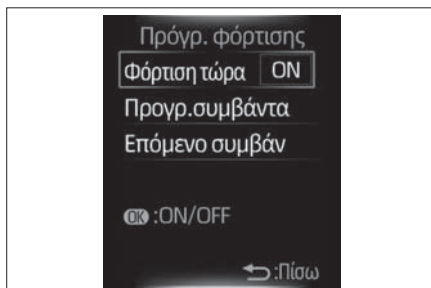 Πρόγρ. φόρτισης
Φόρτιση τώρα ON
Προγρ.συμβάντα
Επόμενο συμβάν
OK :ON/OFF
:Πίσω